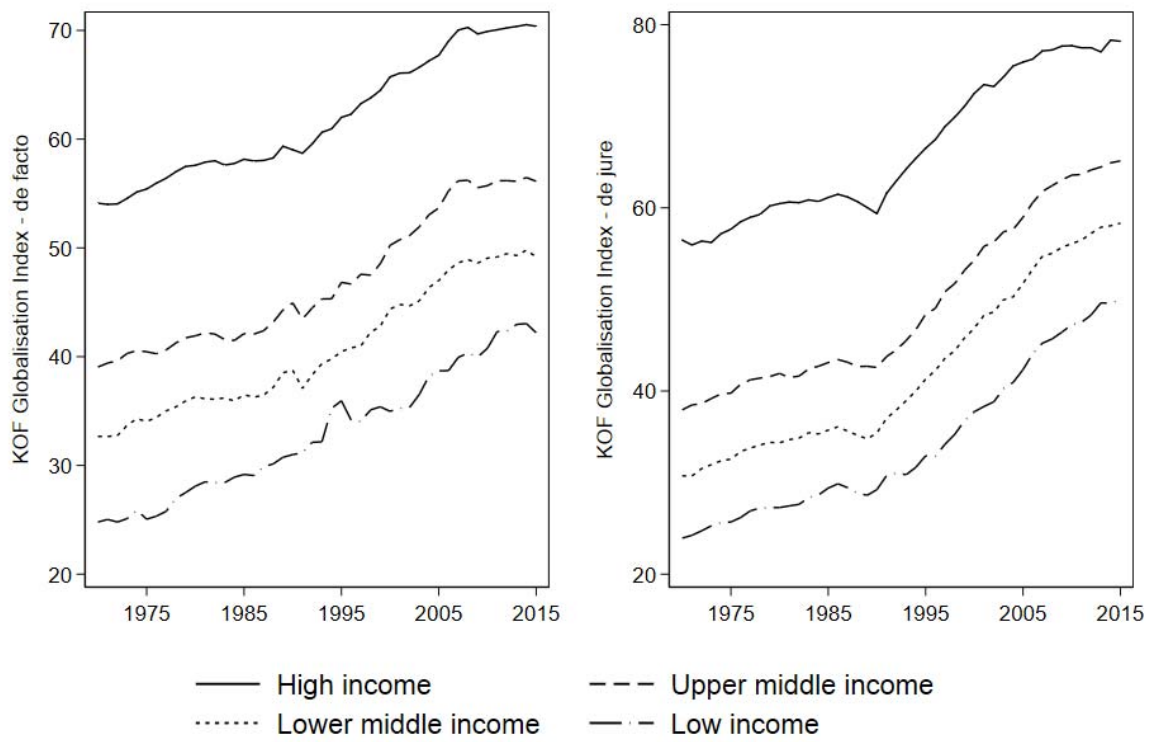 KOF Globalisation Index - de facto
70
60
50
40
30
20
1975 1985 1995 2005 2015
KOF Globalisation Index - de jure
80
60
40
20
1975 1985 1995 2005 2015
High income
Upper middle income
Lower middle income
Low income